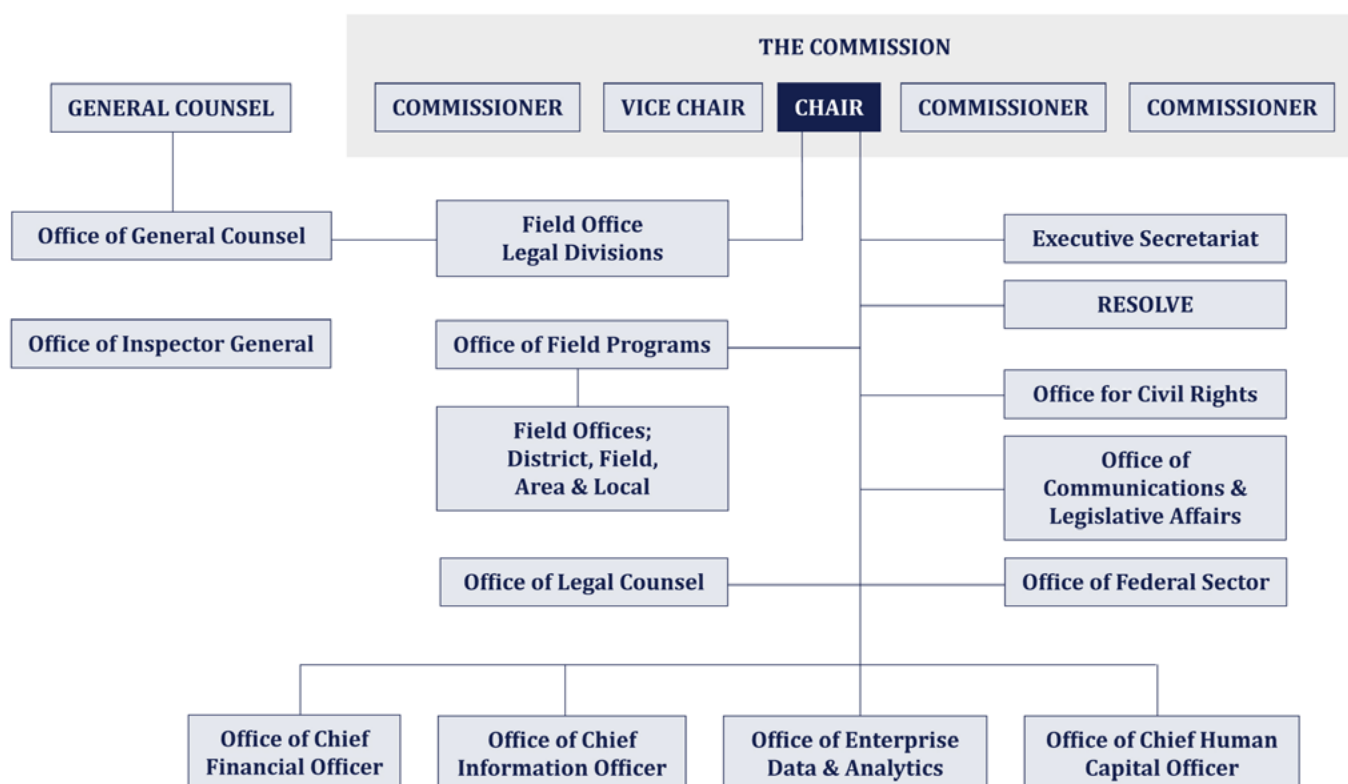 THE COMMISSION
GENERAL COUNSEL
COMMISSIONER
VICE CHAIR
CHAIR
COMMISSIONER
COMMISSIONER
Office of General Counsel
Field Office
Legal Divisions
Executive Secretariat
RESOLVE
Office of Inspector General
Office of Field Programs
Office for Civil Rights
Field Offices;
District, Field,
Area & Local
Office of
Communications &
Legislative Affairs
Office of Legal Counsel
Office of Federal Sector
Office of Chief
Financial Officer
Office of Chief
Information Officer
Office of Enterprise
Data & Analytics
Office of Chief Human
Capital Officer